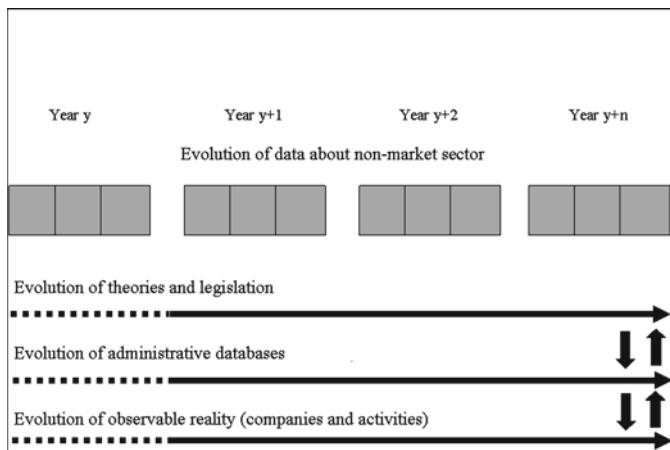 Year y Year y+1 Year y+2 Year y+n
Evolution of data about non-market sector
Evolution of theories and legislation
Evolution of administrative databases
Evolution of observable reality (companies and activities)